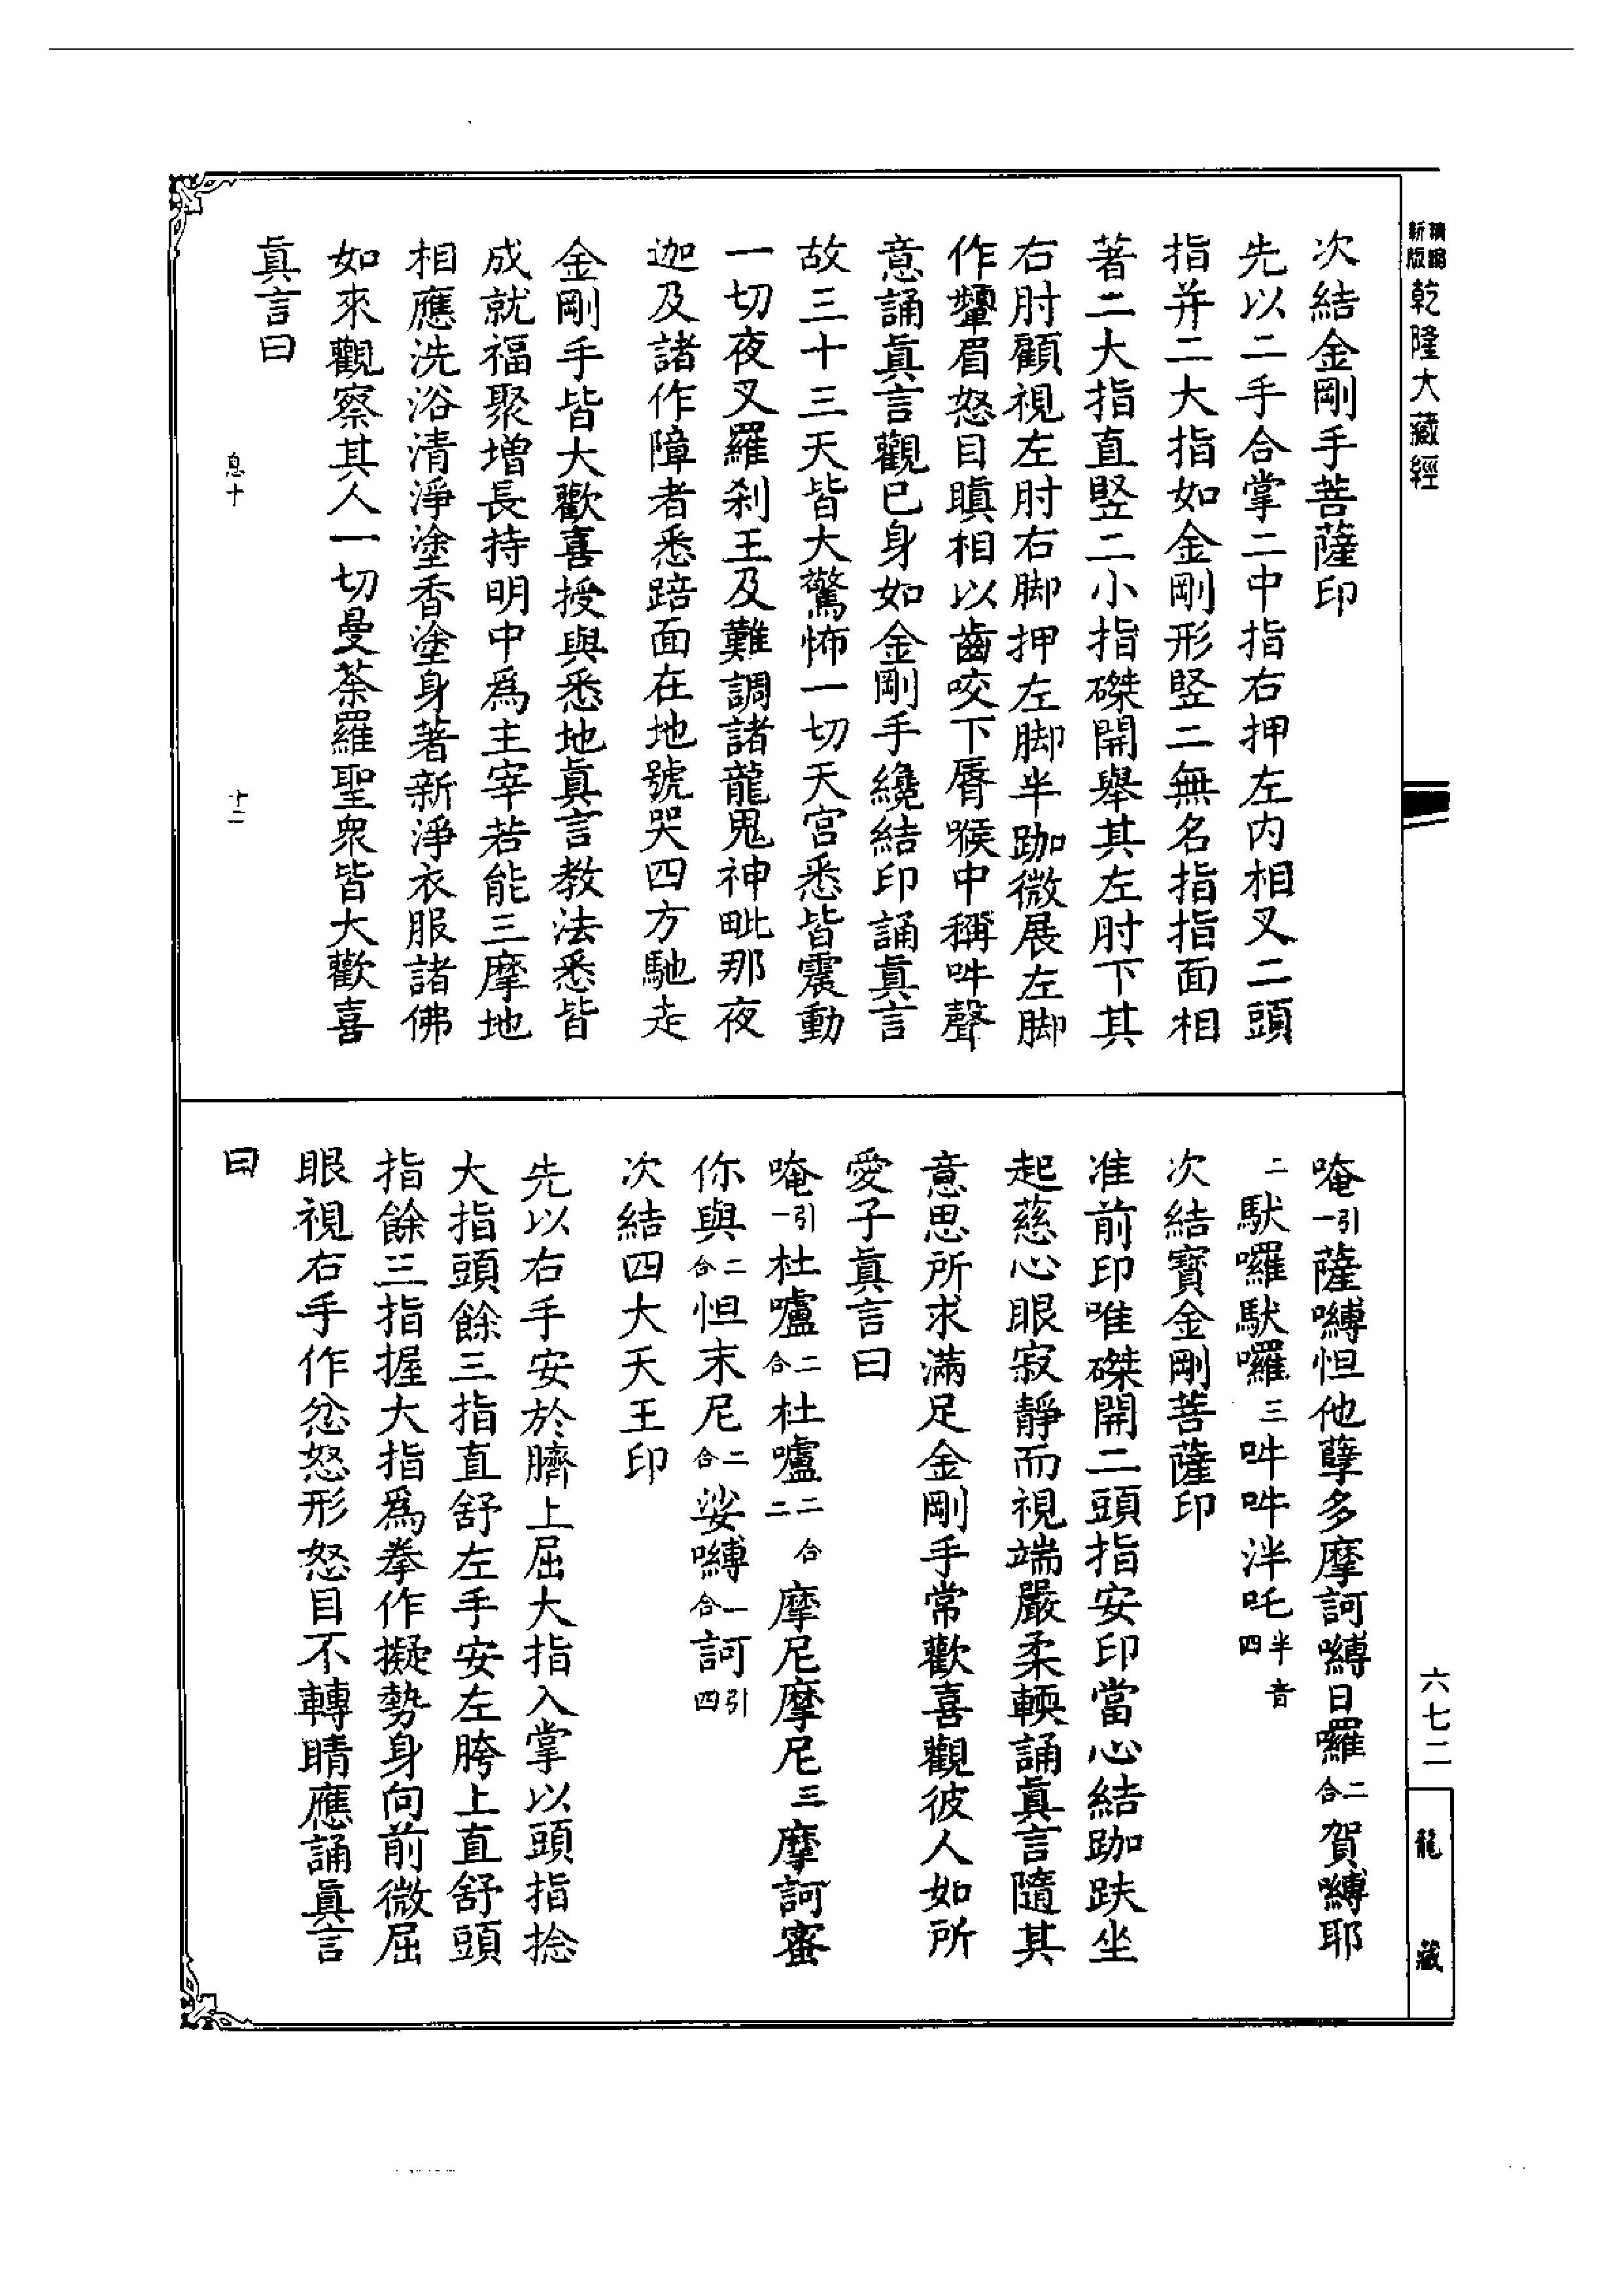 新版
乾隆大藏經
次結金剛手菩薩印
先以二手合掌二中指右押左內相叉二頭
指并二大指如金剛形竪二無名指指面相
著二大指直竪二小指磔開舉其左肘下其
右肘顧視左肘右脚押左脚半跏微展左脚
作顰眉怒目瞋相以齒咬下脣喉中稱吽聲
意誦眞言觀已身如金剛手纔結印誦眞言
故三十三天皆大驚怖一切天宮悉皆震動
一切夜叉羅刹王及難調諸龍鬼神毗那夜
迦及諸作障者悉踣面在地號哭四方馳走
金剛手皆大歡喜授與悉地眞言教法悉皆
成就福聚增長持明中爲主宰若能三摩地
相應洗浴清淨塗香塗身著新淨衣服諸佛
如來觀察其人一切曼荼羅聖衆皆大歡喜
眞言曰
息十
十二
唵引一薩嚩怛他孽多摩訶嚩日囉二合賀嚩耶
二馱囉馱囉三吽吽泮吒半音四
次結寶金剛菩薩印
准前印唯磔開二頭指安印當心結跏趺坐
起慈心眼寂靜而視端嚴柔輭誦眞言隨其
意思所求滿足金剛手常歡喜觀彼人如所
愛子眞言曰
唵引一杜嚧二合杜嚧二合二摩尼摩尼三摩訶蜜
你與二合怛末尼二合娑嚩一合訶引四
次結四大天王印
先以右手安於臍上屈大指入掌以頭指捻
大指頭餘三指直舒左手安左胯上直舒頭
指餘三指握大指爲拳作擬勢身向前微屈
眼視右手作忿怒形怒目不轉睛應誦眞言
曰
六七二
龍藏